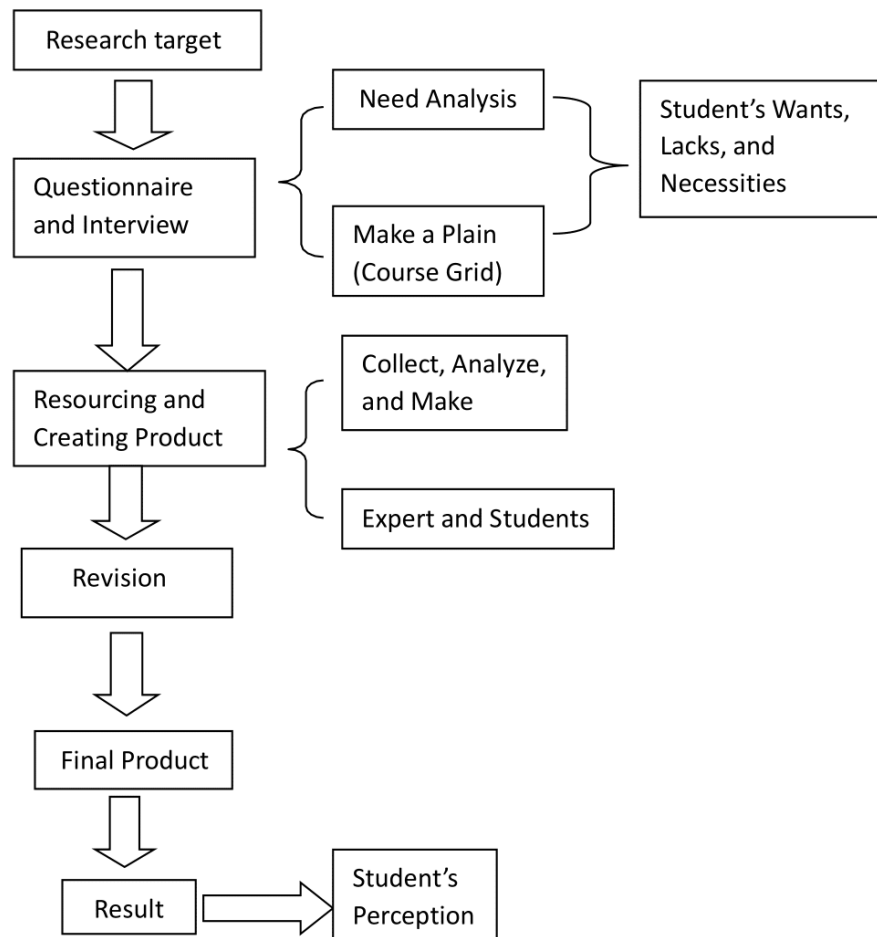 Research target
Need Analysis
Student’s Wants,
Lacks, and
Necessities
Questionnaire
and Interview
Make a Plain
(Course Grid)
Collect, Analyze,
and Make
Resourcing and
Creating Product
Expert and Students
Revision
Final Product
Result
Student’s
Perception